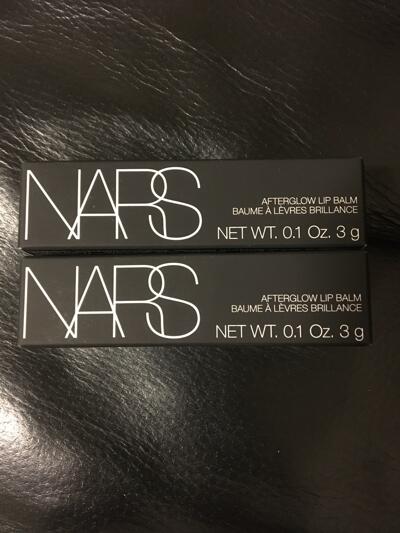 NARS
AFTERGLOW LIP BALM
BAUME À LÈVRES BRILLANCE
NET WT. 0.1 Oz. 3 g
NARS
AFTERGLOW LIP BALM
BAUME À LÈVRES BRILLANCE
NET WT. 0.1 Oz. 3 g